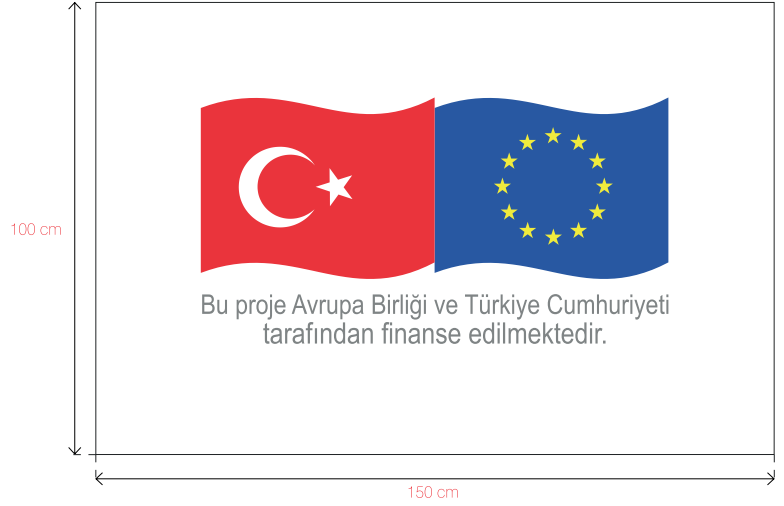 100 cm
Bu proje Avrupa Birliği ve Türkiye Cumhuriyeti
tarafından finanse edilmektedir.
150 cm